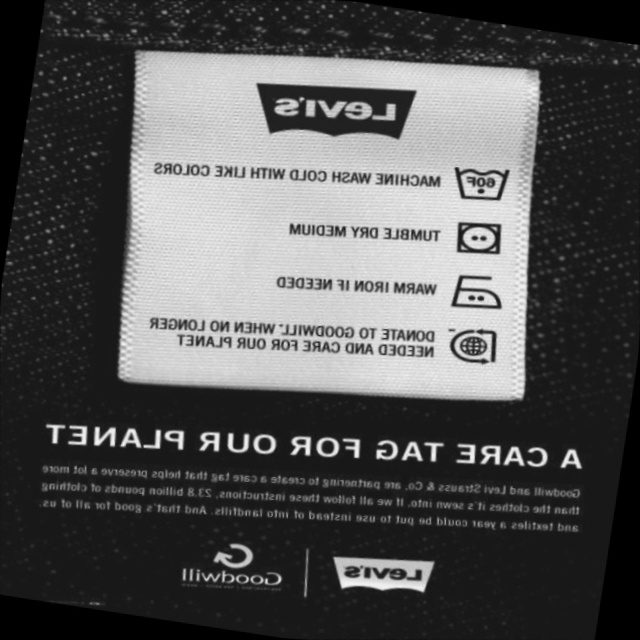 LEVI'S
60F
MACHINE WASH COLD WITH LIKE COLORS
TUMBLE DRY MEDIUM
WARM IRON IF NEEDED
DONATE TO GOODWILL, WHEN NO LONGER
NEEDED AND CARE FOR OUR PLANET
A CARE TAG FOR OUR PLANET
Goodwill and Levi Strauss & Co. are partnering to create a care tag that helps preserve a lot more
than the clothes it's sewn into. If we all follow these instructions, 23.8 billion pounds of clothing
and textiles a year could be put to use instead of into landfills. And that's good for all of us.
LEVI'S
Goodwill